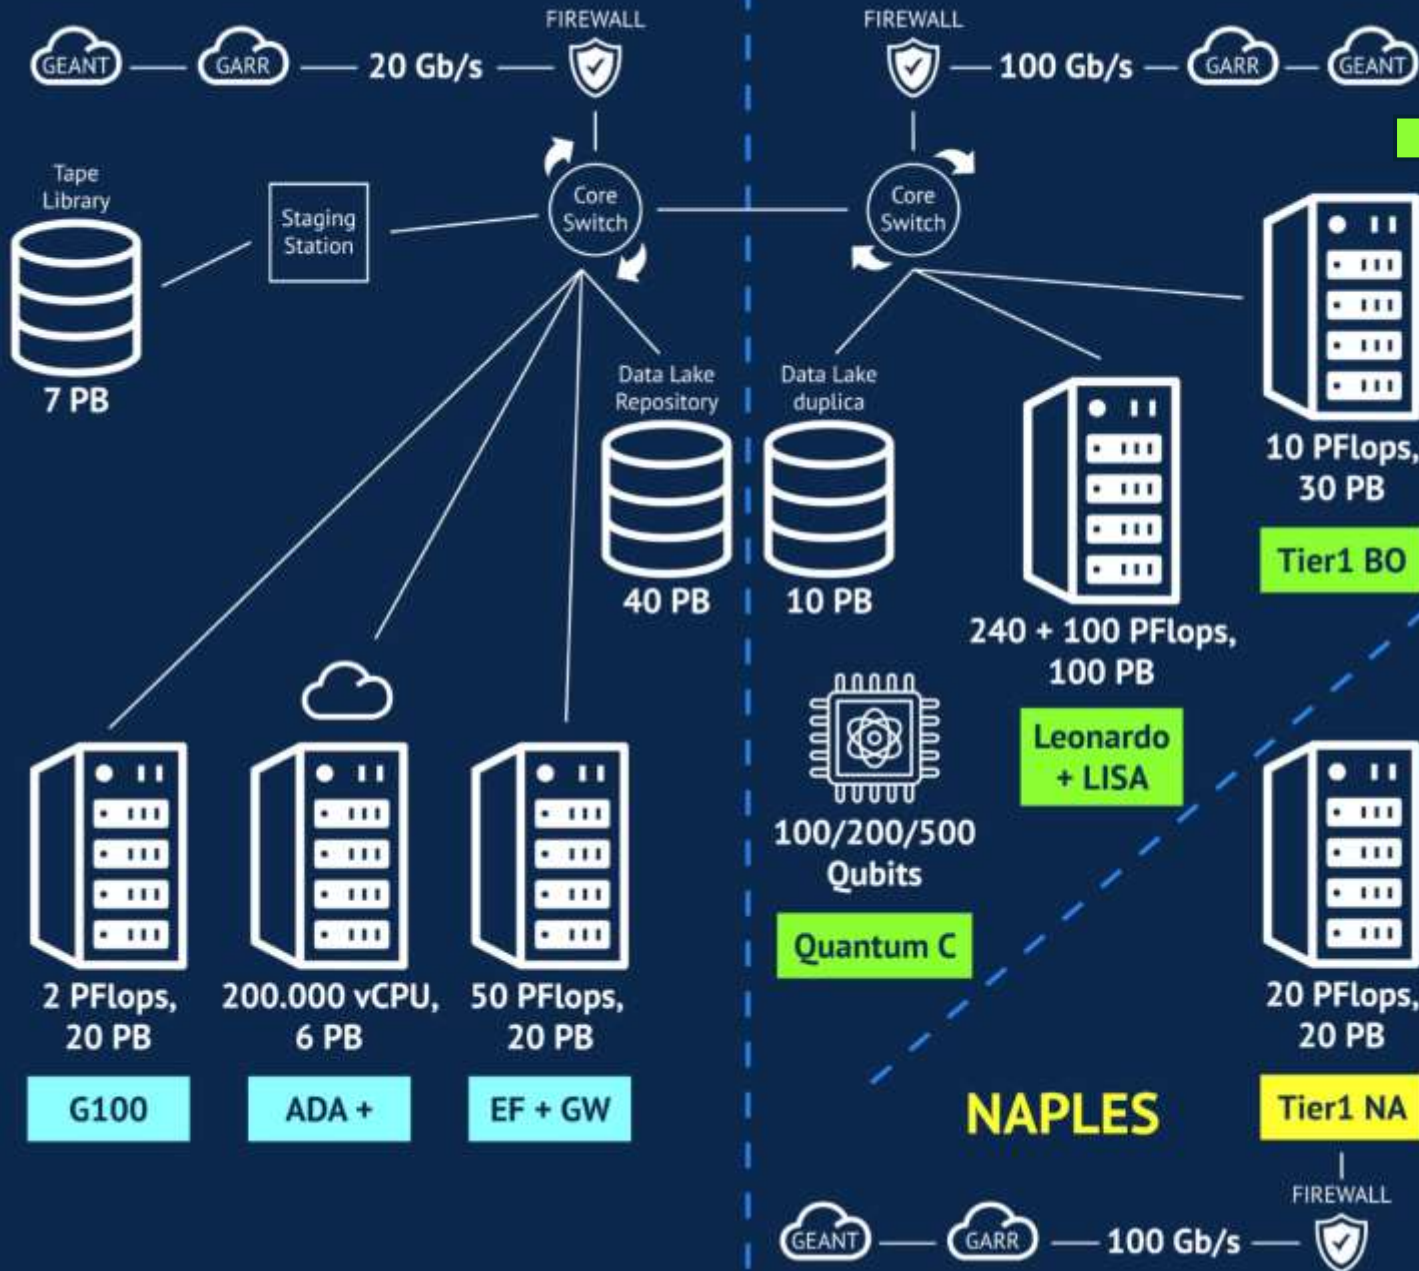 FIREWALL
GEANT
GARR
20 Gb/s
Tape
Library
Staging
Station
Core
Switch
7 PB
Data Lake
Repository
40 PB
2 PFlops,
20 PB
G100
200.000 vCPU,
6 PB
ADA +
50 PFlops,
20 PB
EF + GW
FIREWALL
100 Gb/s
GARR
GEANT
Core
Switch
Data Lake
duplica
10 PB
240 + 100 PFlops,
100 PB
Leonardo
+ LISA
10 PFlops,
30 PB
Tier1 BO
100/200/500
Qubits
Quantum C
20 PFlops,
20 PB
NAPLES
Tier1 NA
FIREWALL
GEANT
GARR
100 Gb/s